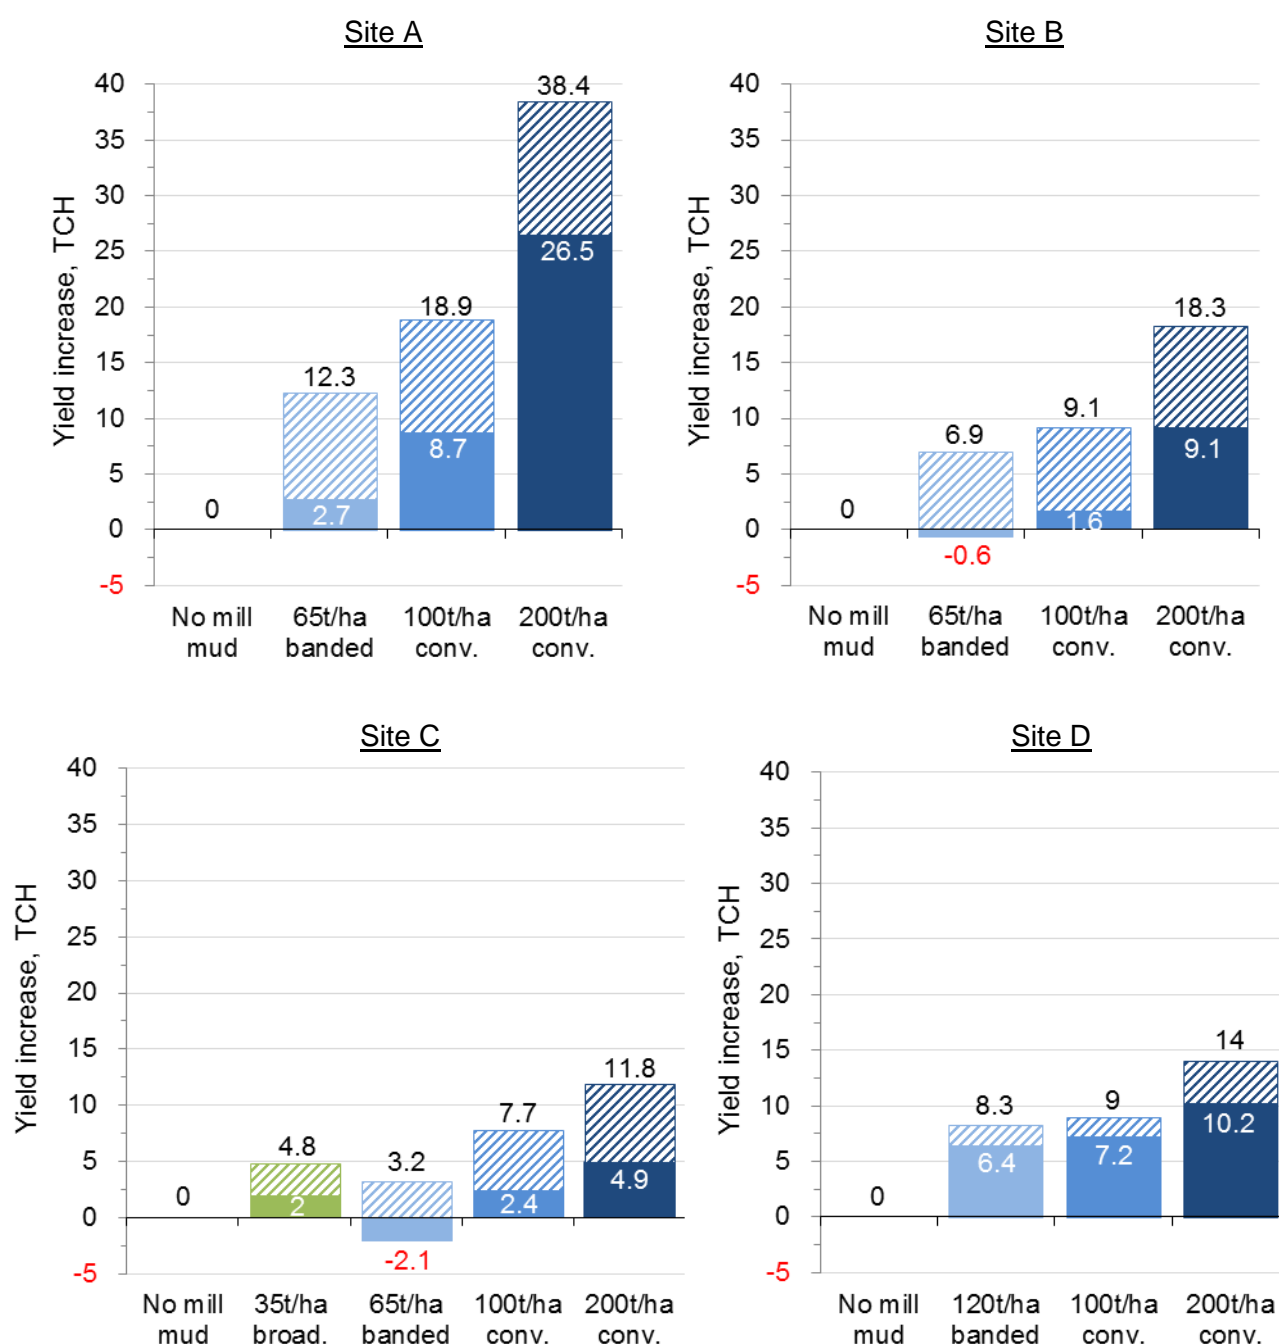 Site A
40
35
30
25
20
15
10
5
0
-5
Yield increase, TCH
0
12.3
2.7
18.9
8.7
38.4
26.5
No mill mud
65t/ha banded
100t/ha conv.
200t/ha conv.
Site B
40
35
30
25
20
15
10
5
0
-5
Yield increase, TCH
0
6.9
-0.6
9.1
1.6
18.3
9.1
No mill mud
65t/ha banded
100t/ha conv.
200t/ha conv.
Site C
40
35
30
25
20
15
10
5
0
-5
Yield increase, TCH
0
4.8
2
3.2
-2.1
7.7
2.4
11.8
4.9
No mill mud
35t/ha broad.
65t/ha banded
100t/ha conv.
200t/ha conv.
Site D
40
35
30
25
20
15
10
5
0
-5
Yield increase, TCH
0
8.3
6.4
9
7.2
14
10.2
No mill mud
120t/ha banded
100t/ha conv.
200t/ha conv.